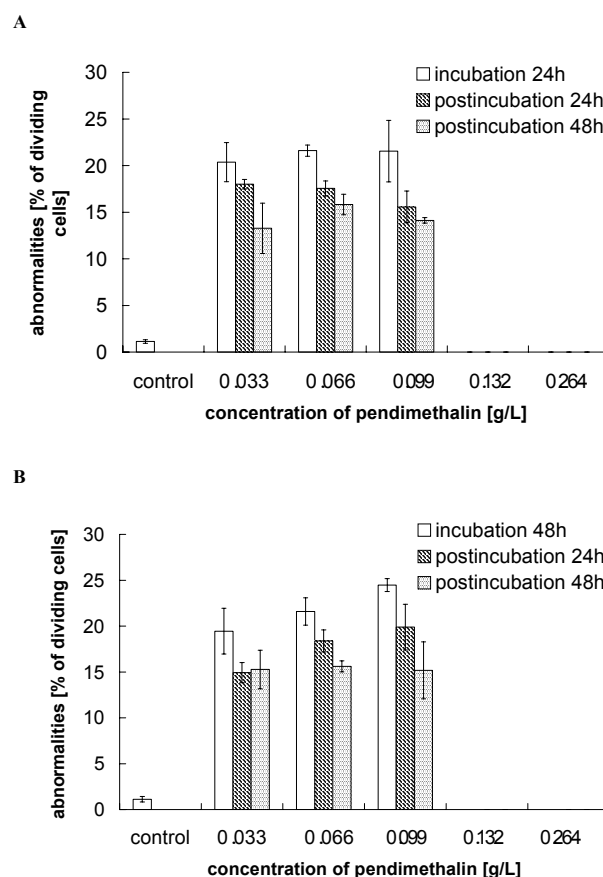 A
abnormalities [% of dividing
cells]
30
25
20
15
10
5
0
incubation 24h
postincubation 24h
postincubation 48h
control 0.033 0.066 0.099 0.132 0.264
concentration of pendimethalin [g/L]
B
abnormalities [% of dividing cells]
30
25
20
15
10
5
0
incubation 48h
postincubation 24h
postincubation 48h
control 0.033 0.066 0.099 0.132 0.264
concentration of pendimethalin [g/L]